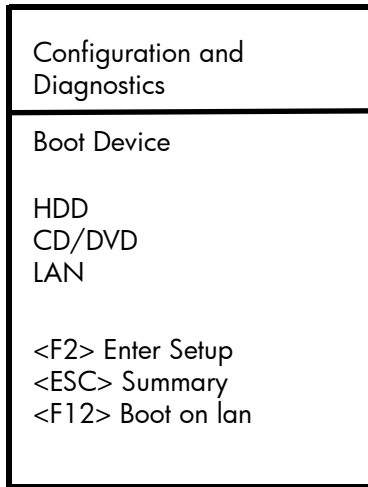 Configuration and
Diagnostics
Boot Device
HDD
CD/DVD
LAN
<F2> Enter Setup
<ESC> Summary
<F12> Boot on lan